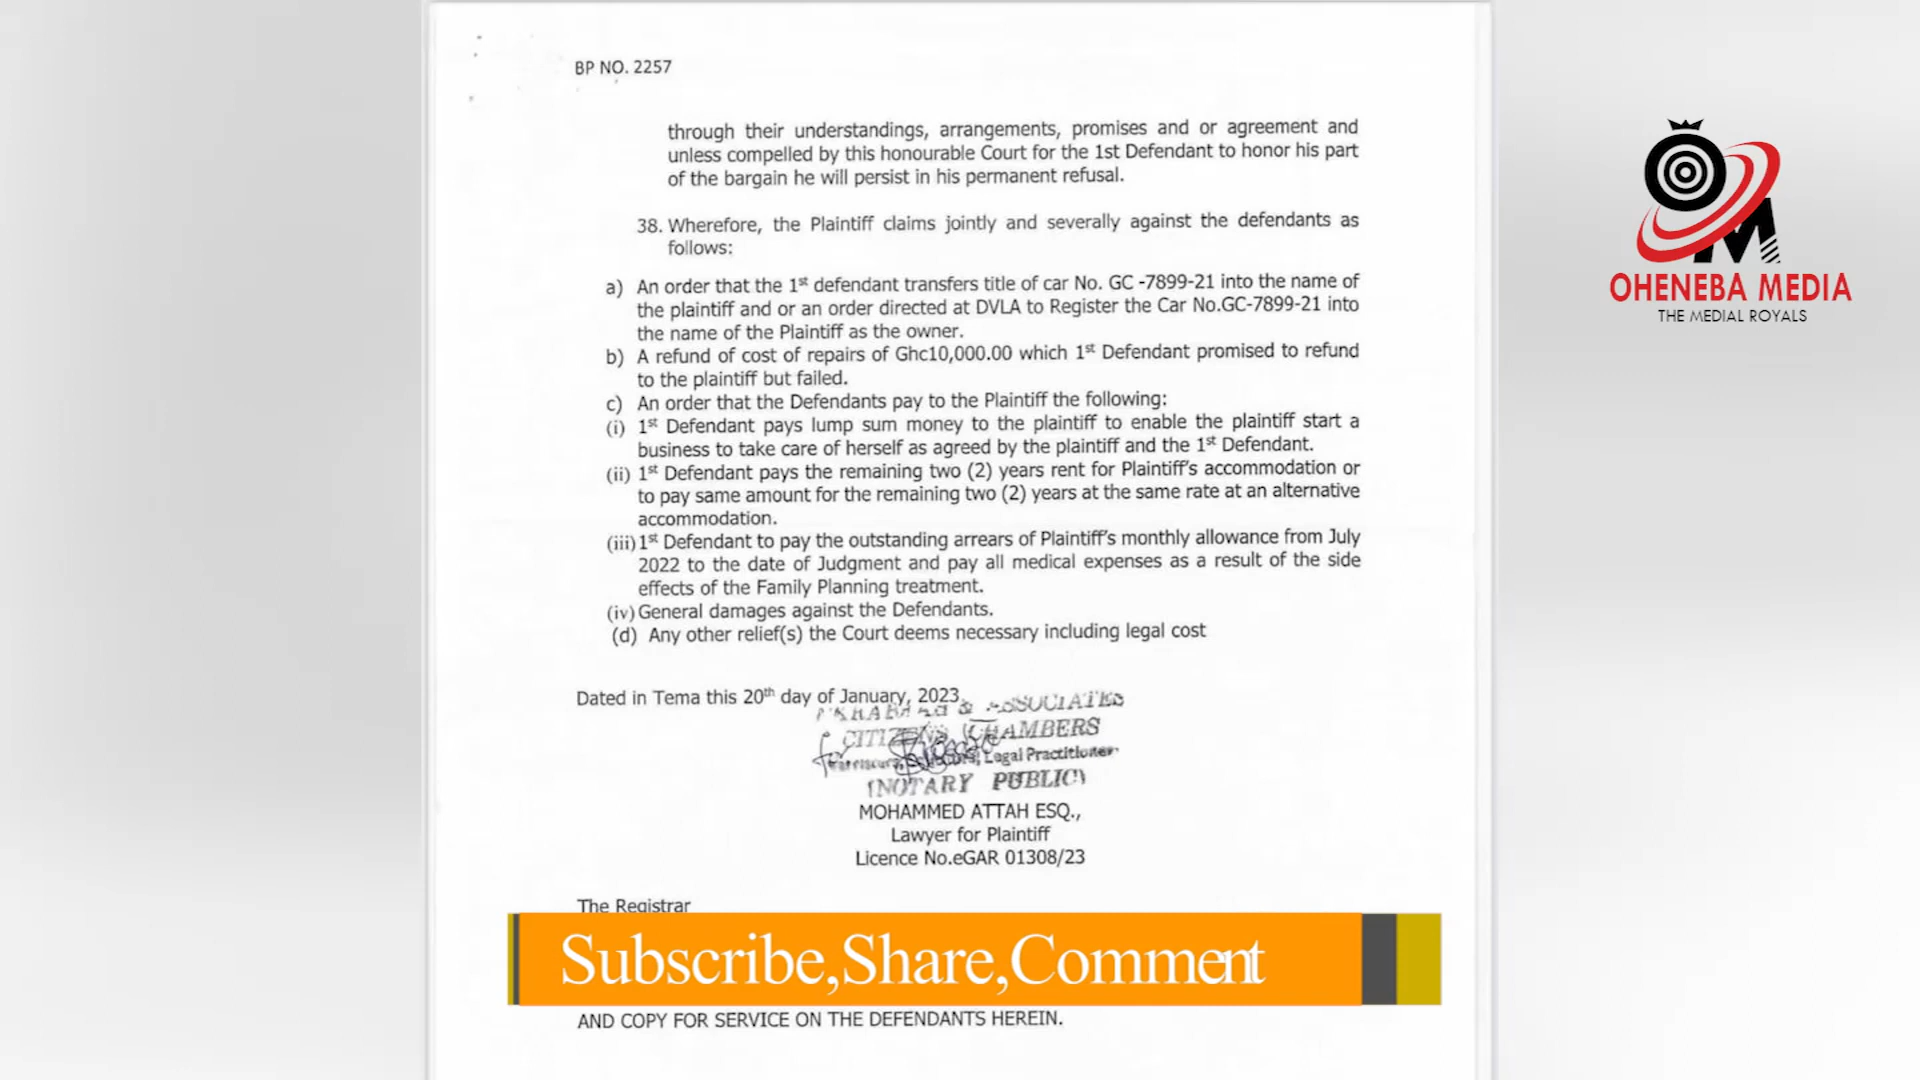 BP NO. 2257
through their understandings, arrangements, promises and or agreement and
unless compelled by this honourable Court for the 1st Defendant to honor his part
of the bargain he will persist in his permanent refusal.
38. Wherefore, the Plaintiff claims jointly and severally against the defendants as
follows:
a) An order that the 1st defendant transfers title of car No. GC -7899-21 into the name of
the plaintiff and or an order directed at DVLA to Register the Car No.GC-7899-21 into
the name of the Plaintiff as the owner.
b) A refund of cost of repairs of Ghc10,000.00 which 1st Defendant promised to refund
to the plaintiff but failed.
c) An order that the Defendants pay to the Plaintiff the following:
(i) 1st Defendant pays lump sum money to the plaintiff to enable the plaintiff start a
business to take care of herself as agreed by the plaintiff and the 1st Defendant.
(ii) 1st Defendant pays the remaining two (2) years rent for Plaintiff's accommodation or
to pay same amount for the remaining two (2) years at the same rate at an alternative
accommodation.
(iii) 1st Defendant to pay the outstanding arrears of Plaintiff's monthly allowance from July
2022 to the date of Judgment and pay all medical expenses as a result of the side
effects of the Family Planning treatment.
(iv) General damages against the Defendants.
(d) Any other relief(s) the Court deems necessary including legal cost
Dated in Tema this 20th day of January, 2023.
& ASSOCIATES
CHAMBERS
Legal Practitioner
(NOTARY PUBLIC)
MOHAMMED ATTAH ESQ.,
Lawyer for Plaintiff
Licence No.eGAR 01308/23
The Registrar
Subscribe,Share,Comment
AND COPY FOR SERVICE ON THE DEFENDANTS HEREIN.
OM
OHENEBA MEDIA
THE MEDIAL ROYALS